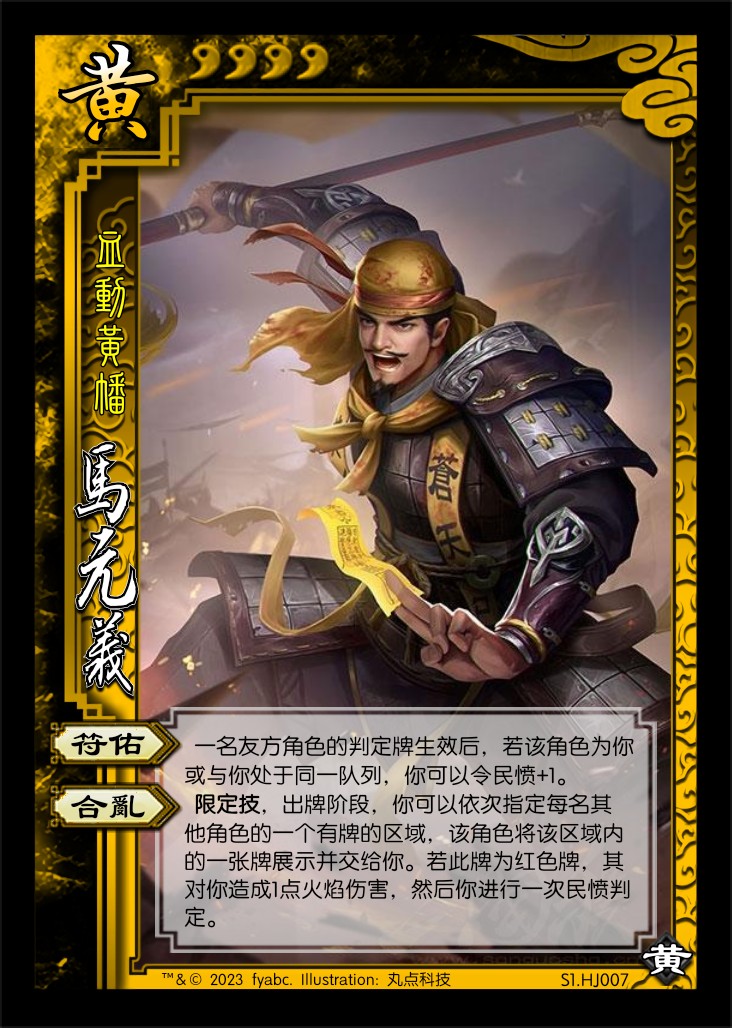 黄
亚動黃幡
馬元義
蒼天
符佑
一名友方角色的判定牌生效后，若该角色为你
或与你处于同一队列，你可以令民愤+1。
合亂
限定技，出牌阶段，你可以依次指定每名其
他角色的一个有牌的区域，该角色将该区域内
的一张牌展示并交给你。若此牌为红色牌，其
对你造成1点火焰伤害，然后你进行一次民愤判
定。
™&© 2023 fyabc. Illustration: 丸点科技
S1.HJ007
黄